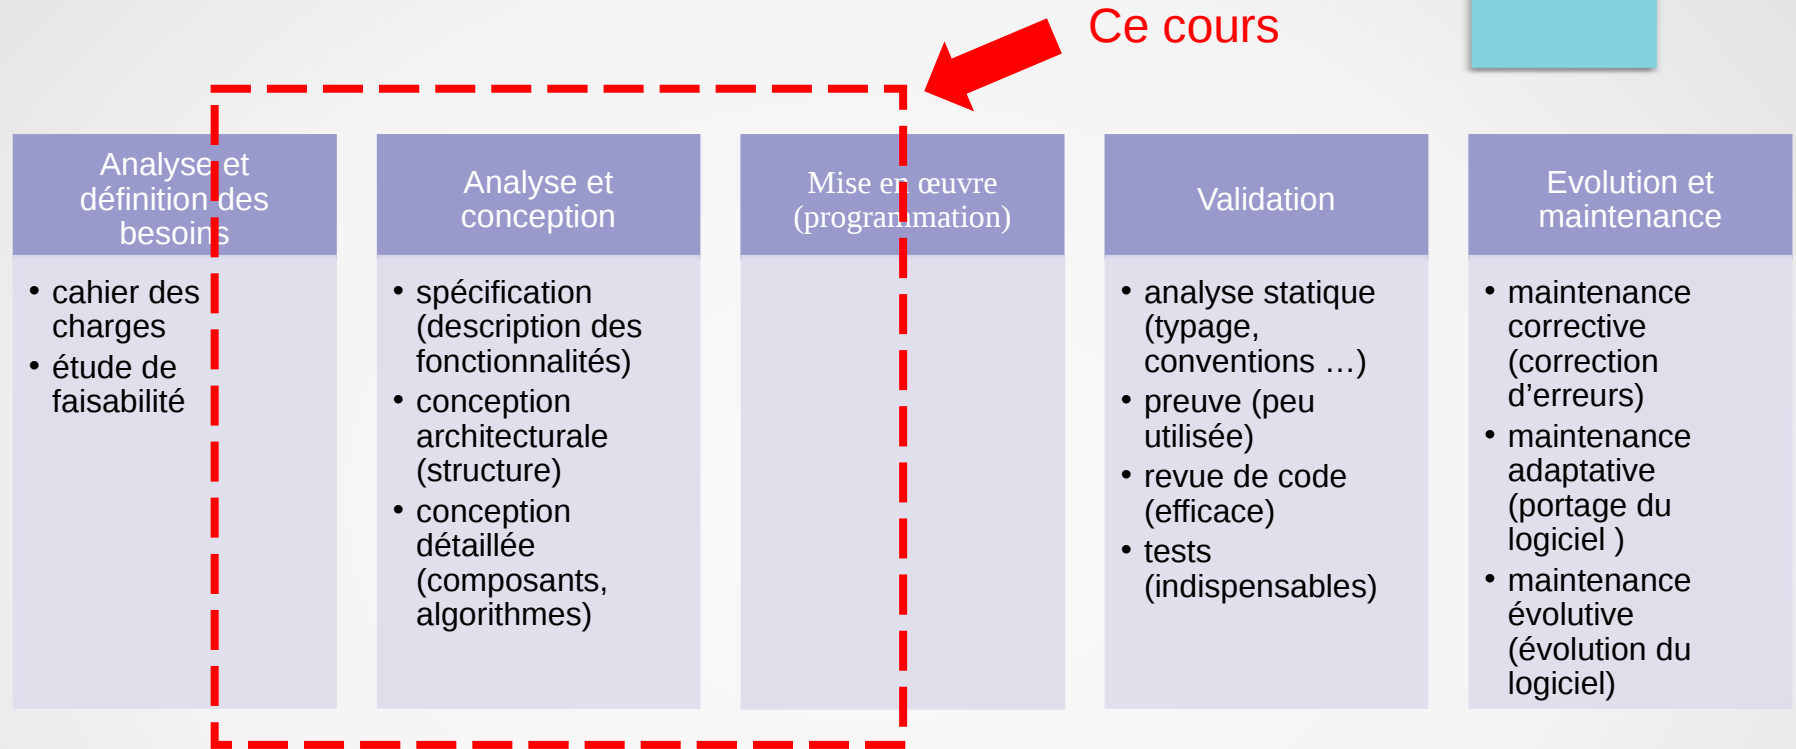 Ce cours
Analyse et
définition des
besoins
• cahier des
charges
• étude de
faisabilité
Analyse et
conception
• spécification
(description des
fonctionnalités)
• conception
architecturale
(structure)
• conception
détaillée
(composants,
algorithmes)
Mise en œuvre
(programmation)
Validation
• analyse statique
(typage,
conventions …)
• preuve (peu
utilisée)
• revue de code
(efficace)
• tests
(indispensables)
Evolution et
maintenance
• maintenance
corrective
(correction
d’erreurs)
• maintenance
adaptative
(portage du
logiciel )
• maintenance
évolutive
(évolution du
logiciel)